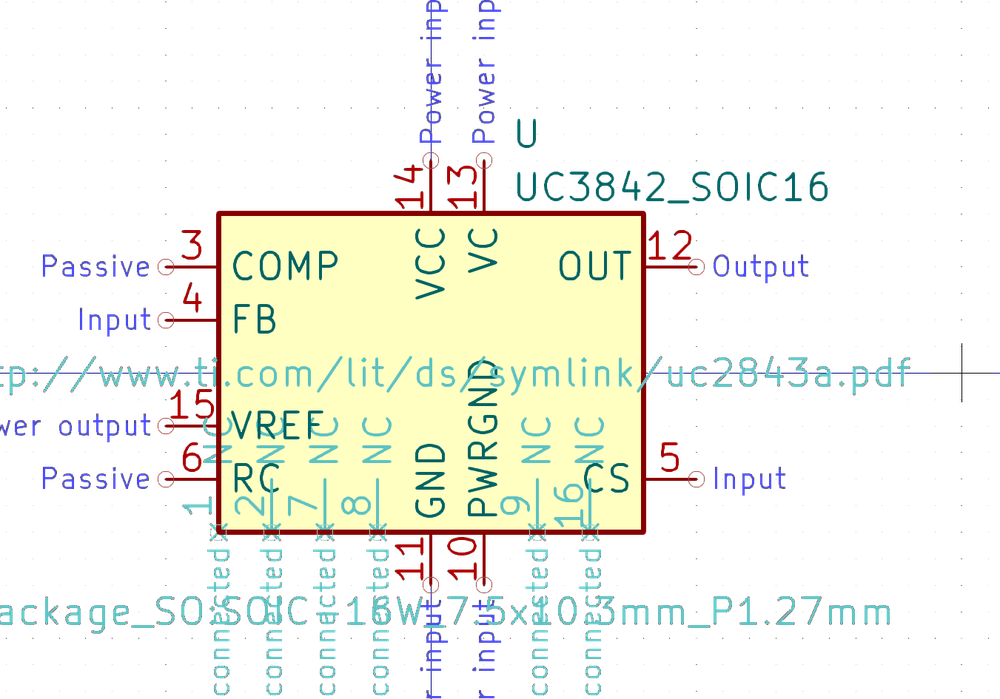 Power inp
Power inp
U
UC3842_SOIC16
14
13
VCC
VC
Passive 3 COMP
OUT 12 Output
Input 4 FB
tp://www.ti.com/lit/ds/symlink/uc2843a.pdf
wer output 15 VREF
Passive 6 RC
CS 5 Input
GND
PWRGND
NC
NC
NC
NC
NC
NC
1
2
7
8
9
16
11
10
connected
connected
connected
connected
r input
r input
connected
connected
ackage_SO:SOIC-16W_7.5x10.3mm_P1.27mm